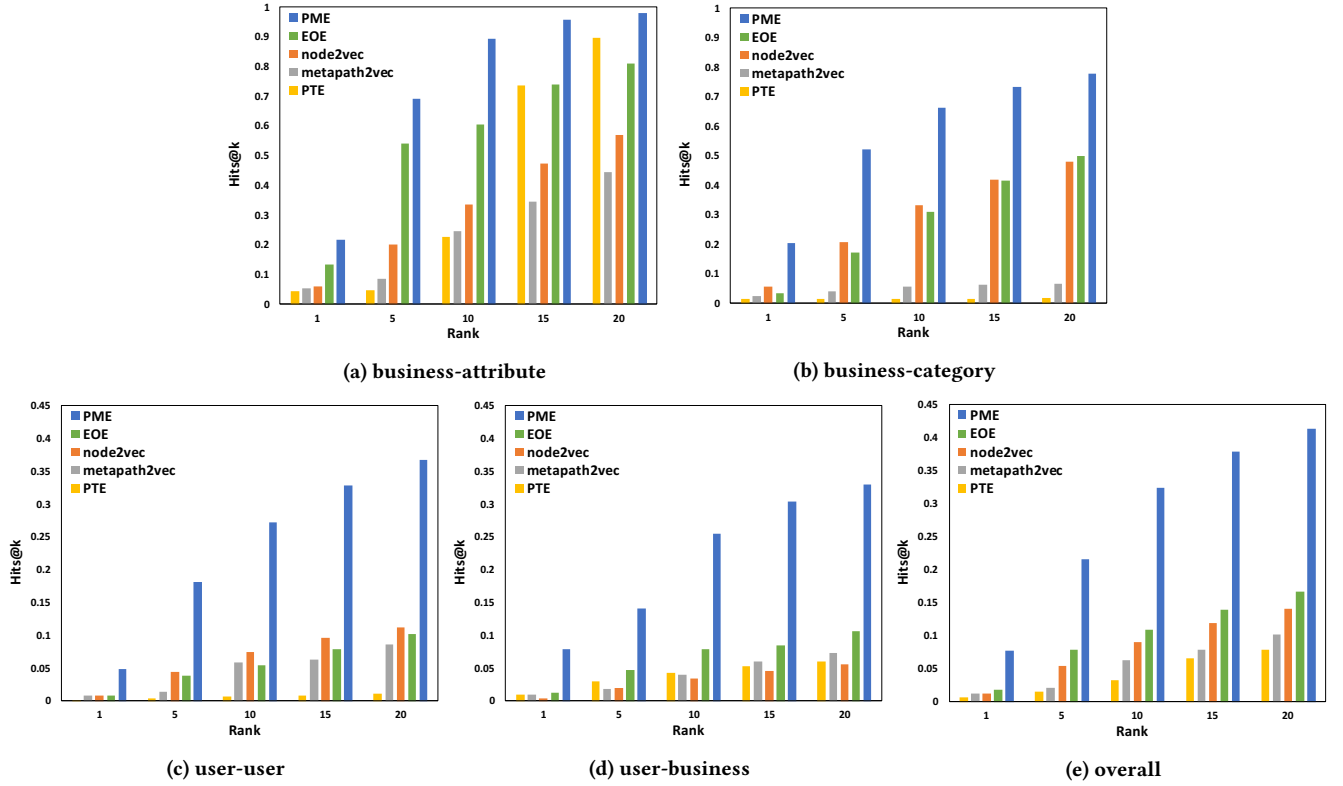 1
0.9
0.8
0.7
0.6
0.5
0.4
0.3
0.2
0.1
0
Hits@k
PME
EOE
node2vec
metapath2vec
PTE
1 5 10 15 20
Rank
(a) business-attribute
1
0.9
0.8
0.7
0.6
0.5
0.4
0.3
0.2
0.1
0
Hits@k
PME
EOE
node2vec
metapath2vec
PTE
1 5 10 15 20
Rank
(b) business-category
0.45
0.4
0.35
0.3
0.25
0.2
0.15
0.1
0.05
0
Hits@k
PME
EOE
node2vec
metapath2vec
PTE
1 5 10 15 20
Rank
(c) user-user
0.45
0.4
0.35
0.3
0.25
0.2
0.15
0.1
0.05
0
Hits@k
PME
EOE
node2vec
metapath2vec
PTE
1 5 10 15 20
Rank
(d) user-business
0.45
0.4
0.35
0.3
0.25
0.2
0.15
0.1
0.05
0
Hits@k
PME
EOE
node2vec
metapath2vec
PTE
1 5 10 15 20
Rank
(e) overall